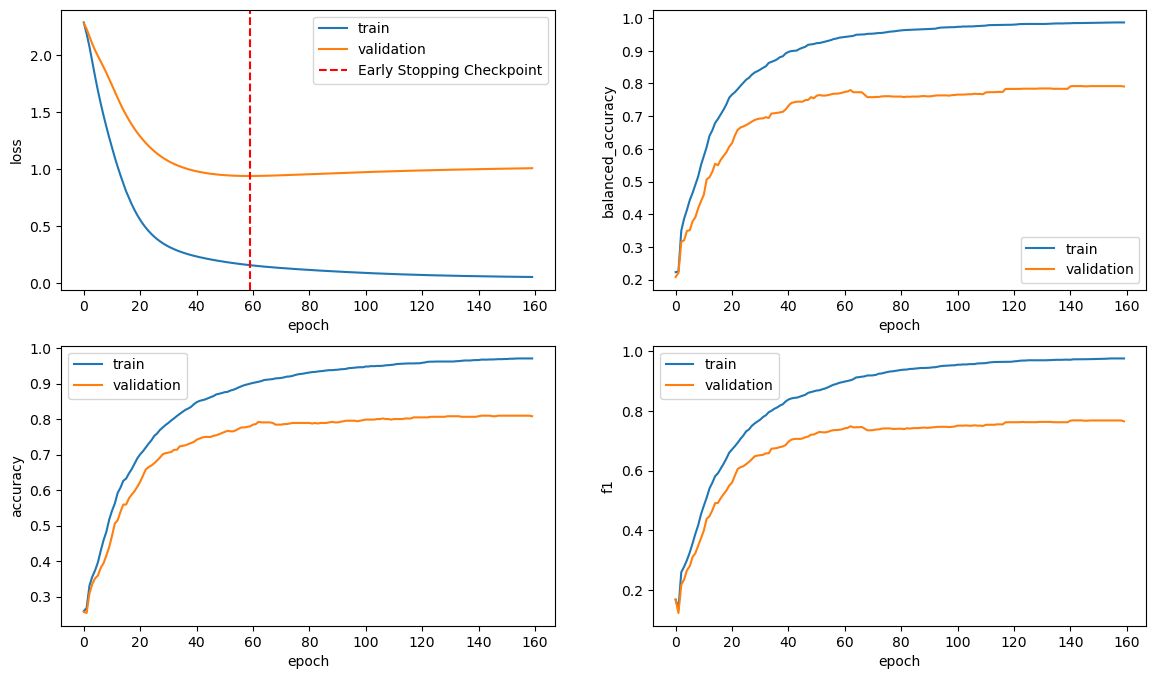 train
validation
Early Stopping Checkpoint
2.0
1.5
1.0
0.5
0.0
loss
0 20 40 60 80 100 120 140 160
epoch
1.0
0.9
0.8
0.7
0.6
0.5
0.4
0.3
0.2
balanced_accuracy
train
validation
0 20 40 60 80 100 120 140 160
epoch
train
validation
1.0
0.9
0.8
0.7
0.6
0.5
0.4
0.3
accuracy
0 20 40 60 80 100 120 140 160
epoch
train
validation
1.0
0.8
0.6
0.4
0.2
f1
0 20 40 60 80 100 120 140 160
epoch